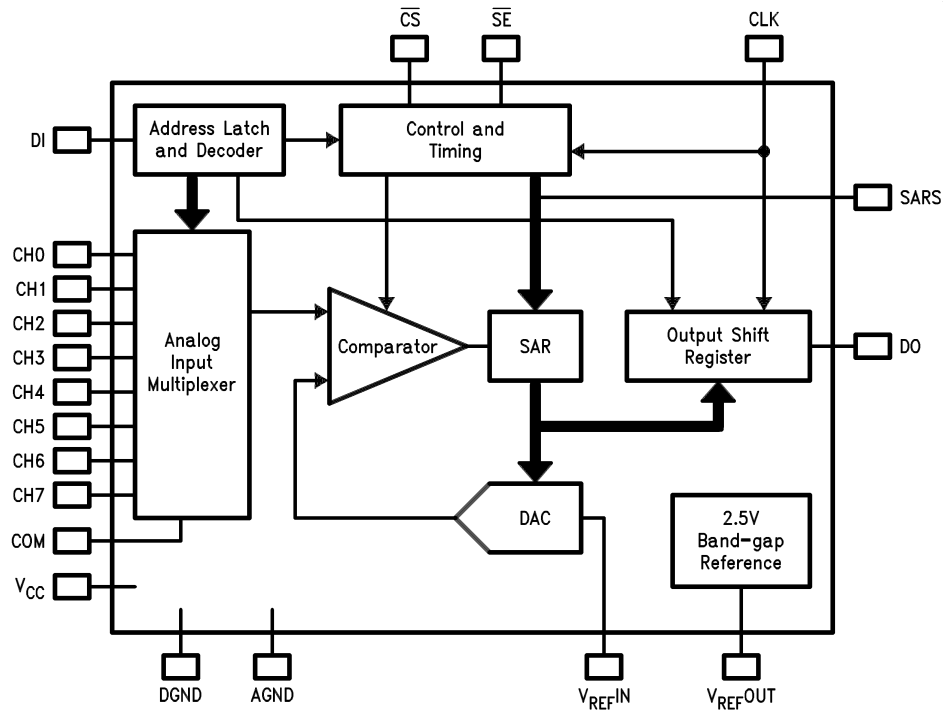 C̅S̅
S̅E̅
CLK
DI
Address Latch
and Decoder
Control and
Timing
SARS
CH0
CH1
CH2
CH3
CH4
CH5
CH6
CH7
COM
VCC
Analog
Input
Multiplexer
Comparator
SAR
Output Shift
Register
DO
DAC
2.5V
Band-gap
Reference
DGND
AGND
VREFIN
VREFOUT